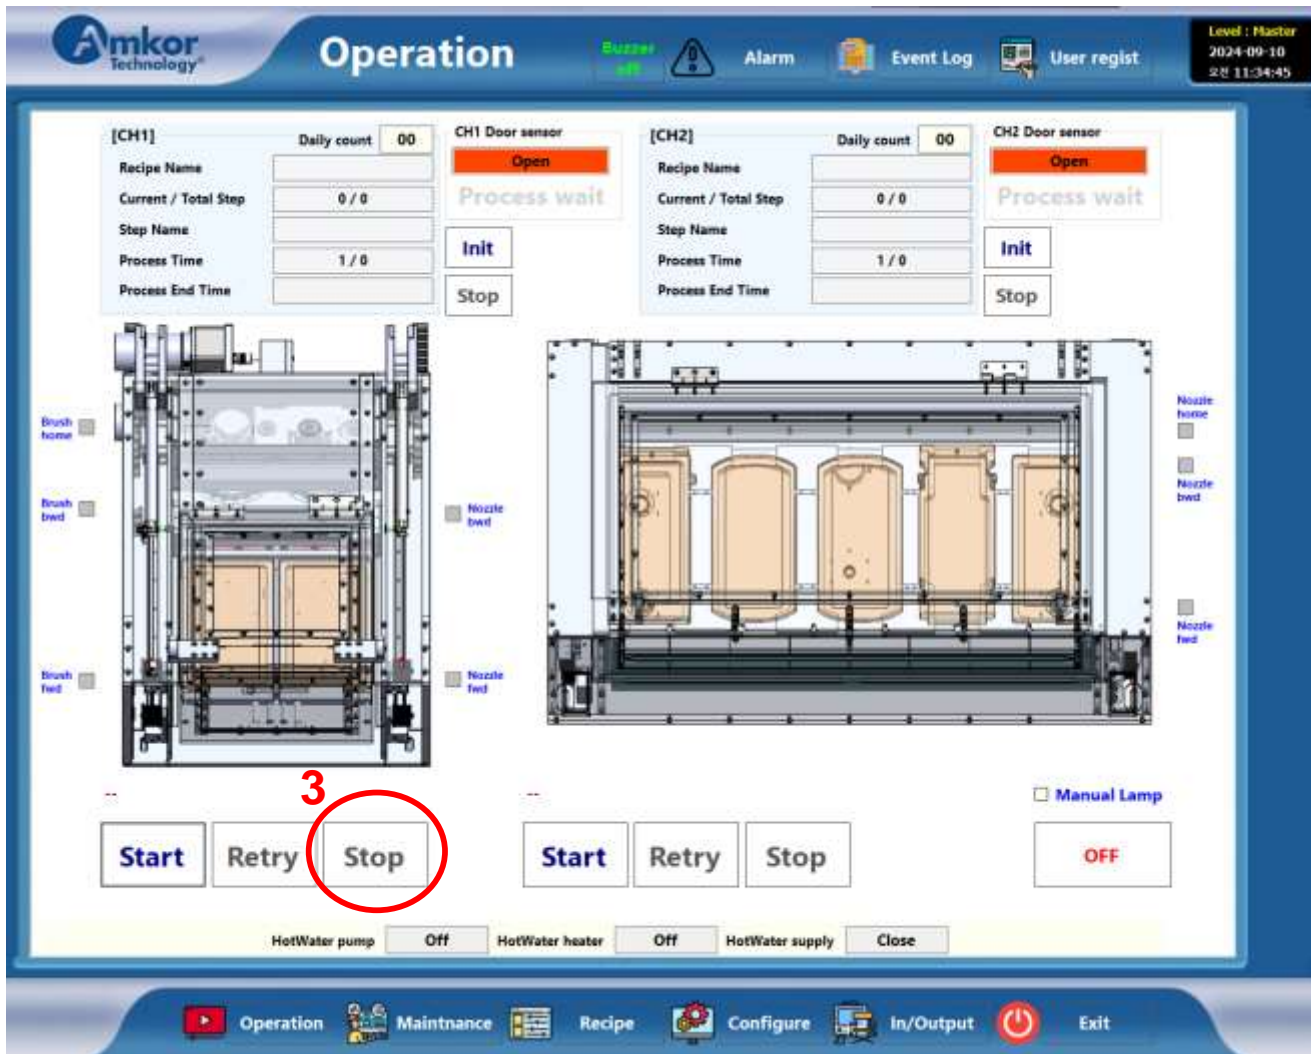 Amkor
Technology®
Operation
Buzzer
off
Alarm
Event Log
User regist
Level : Master
2024-09-10
오전 11:34:45
[CH1]
Daily count 00
Recipe Name
Current / Total Step 0 / 0
Step Name
Process Time 1 / 0
Process End Time
CH1 Door sensor
Open
Process wait
Init
Stop
[CH2]
Daily count 00
Recipe Name
Current / Total Step 0 / 0
Step Name
Process Time 1 / 0
Process End Time
CH2 Door sensor
Open
Process wait
Init
Stop
Brush
home
Brush
bwd
Brush
fwd
Nozzle
bwd
Nozzle
fwd
Nozzle
home
Nozzle
bwd
Nozzle
fwd
--
3
--
Manual Lamp
Start Retry Stop
Start Retry Stop
OFF
HotWater pump Off HotWater heater Off HotWater supply Close
Operation Maintnance Recipe Configure In/Output Exit